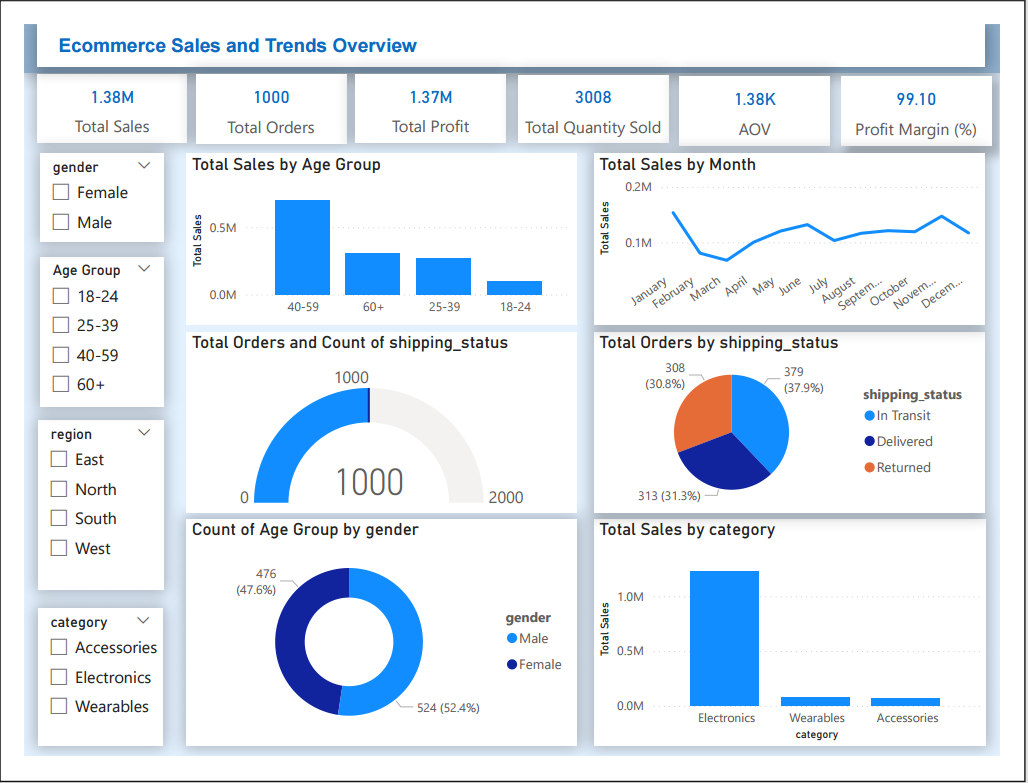 Ecommerce Sales and Trends Overview
1.38M
Total Sales
1000
Total Orders
1.37M
Total Profit
3008
Total Quantity Sold
1.38K
AOV
99.10
Profit Margin (%)
gender
Female
Male
Age Group
18-24
25-39
40-59
60+
region
East
North
South
West
category
Accessories
Electronics
Wearables
Total Sales by Age Group
Total Sales
0.5M
0.0M
40-59 60+ 25-39 18-24
Total Sales by Month
Total Sales
0.2M
0.1M
January February March April May June July August Septem... October Novem... Decem...
Total Orders and Count of shipping_status
1000
1000
0
2000
Total Orders by shipping_status
308
(30.8%)
379
(37.9%)
313 (31.3%)
shipping_status
In Transit
Delivered
Returned
Count of Age Group by gender
476
(47.6%)
524 (52.4%)
gender
Male
Female
Total Sales by category
Total Sales
1.0M
0.5M
0.0M
Electronics Wearables Accessories
category